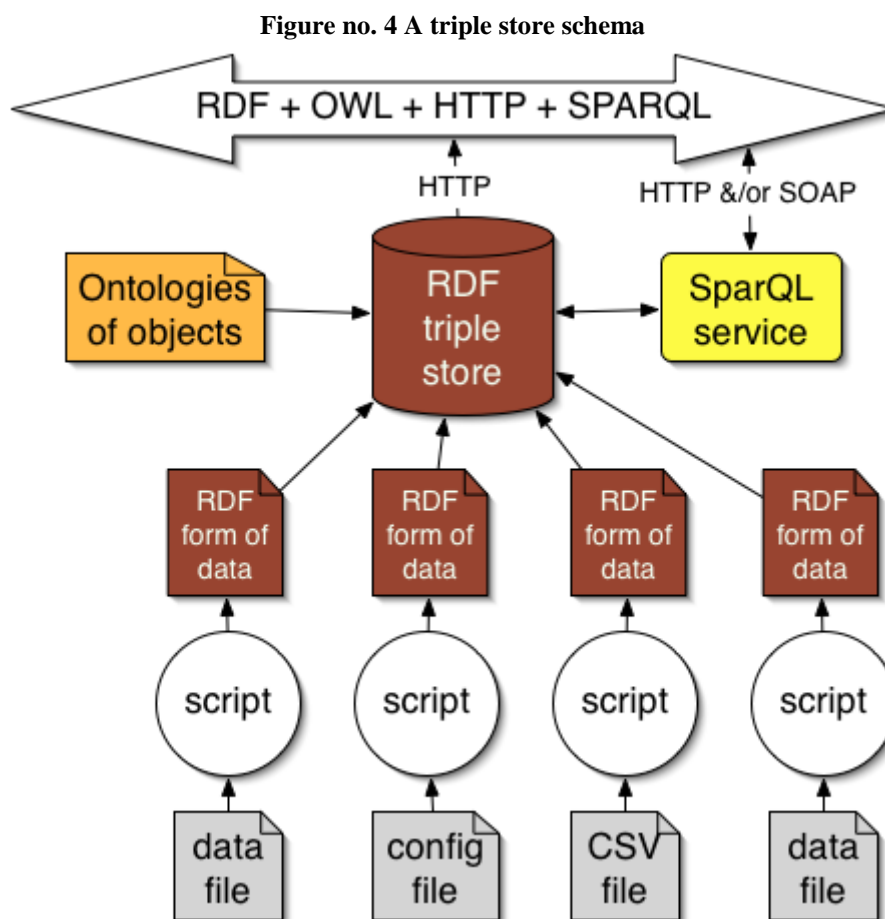 Figure no. 4 A triple store schema
RDF + OWL + HTTP + SPARQL
HTTP
HTTP &/or SOAP
Ontologies
of objects
RDF
triple
store
SparQL
service
RDF
form of
data
RDF
form of
data
RDF
form of
data
RDF
form of
data
script
script
script
script
data
file
config
file
CSV
file
data
file